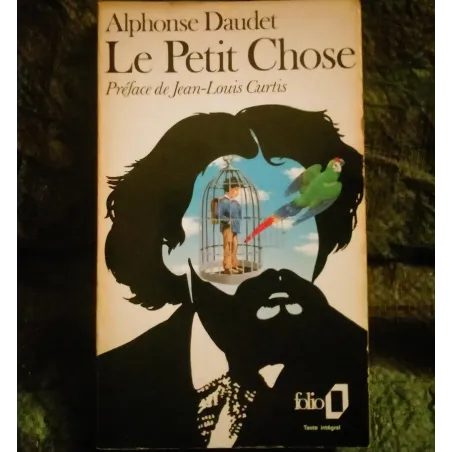 Alphonse Daudet
Le Petit Chose
Préface de Jean-Louis Curtis
folio
Texte intégral